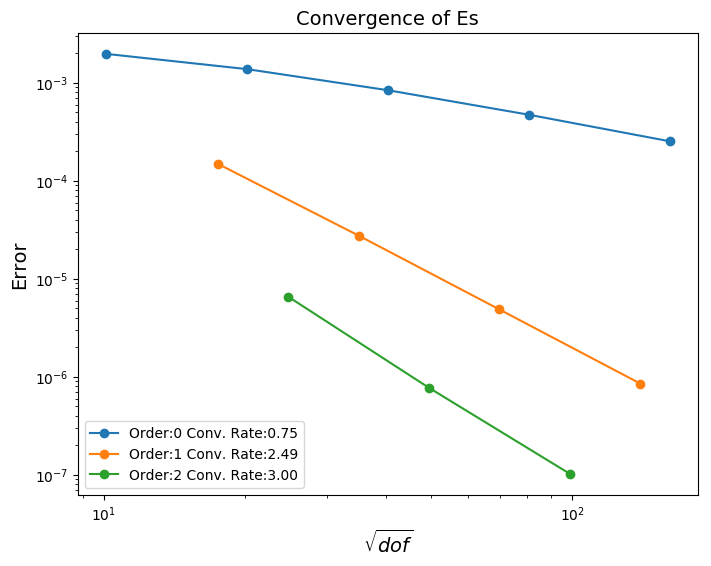 Convergence of Es
Error
10⁻³
10⁻⁴
10⁻⁵
10⁻⁶
10⁻⁷
Order:0 Conv. Rate:0.75
Order:1 Conv. Rate:2.49
Order:2 Conv. Rate:3.00
10¹
10²
√dof